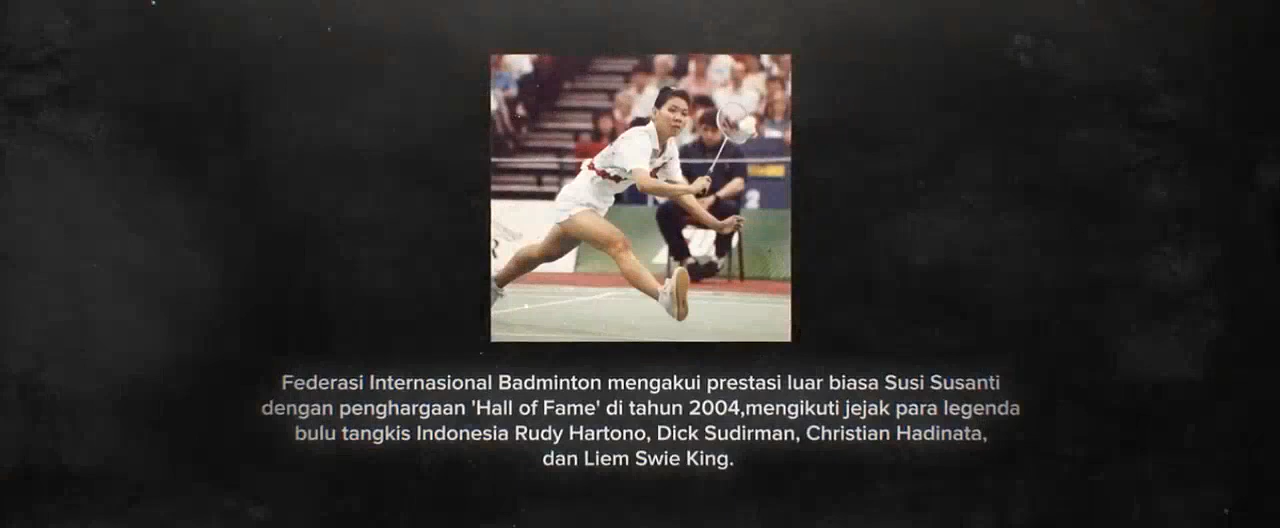 Federasi Internasional Badminton mengakui prestasi luar biasa Susi Susanti
dengan penghargaan 'Hall of Fame' di tahun 2004,mengikuti jejak para legenda
bulu tangkis Indonesia Rudy Hartono, Dick Sudirman, Christian Hadinata,
dan Liem Swie King.